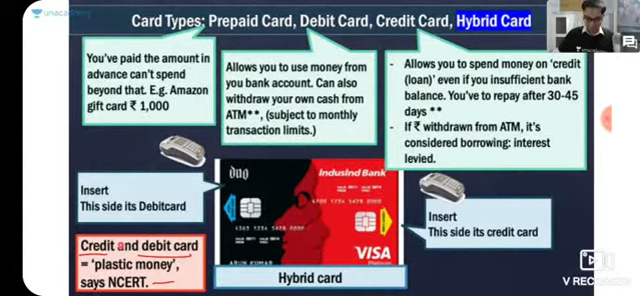 unacademy
Card Types: Prepaid Card, Debit Card, Credit Card, Hybrid Card
You've paid the amount in
advance can't spend
beyond that. E.g. Amazon
gift card ₹ 1,000
Allows you to use money from
you bank account. Can also
withdraw your own cash from
ATM**, (subject to monthly
transaction limits.)
- Allows you to spend money on 'credit
(loan)' even if you insufficient bank
balance. You've to repay after 30-45
days **
- If ₹ withdrawn from ATM, it's
considered borrowing: interest
levied.
Insert
This side its Debitcard
duo
IndusInd Bank
VISA
Platinum
Insert
This side its credit card
Credit and debit card
= 'plastic money',
says NCERT.
Hybrid card
V RECORDE